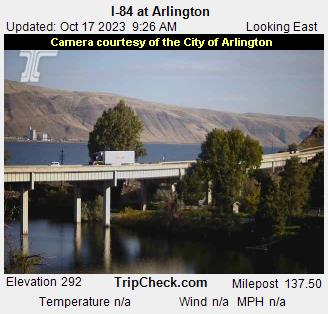 I-84 at Arlington
Updated: Oct 17 2023 9:26 AM Looking East
Camera courtesy of the City of Arlington
Elevation 292 TripCheck.com Milepost 137.50
Temperature n/a Wind n/a MPH n/a